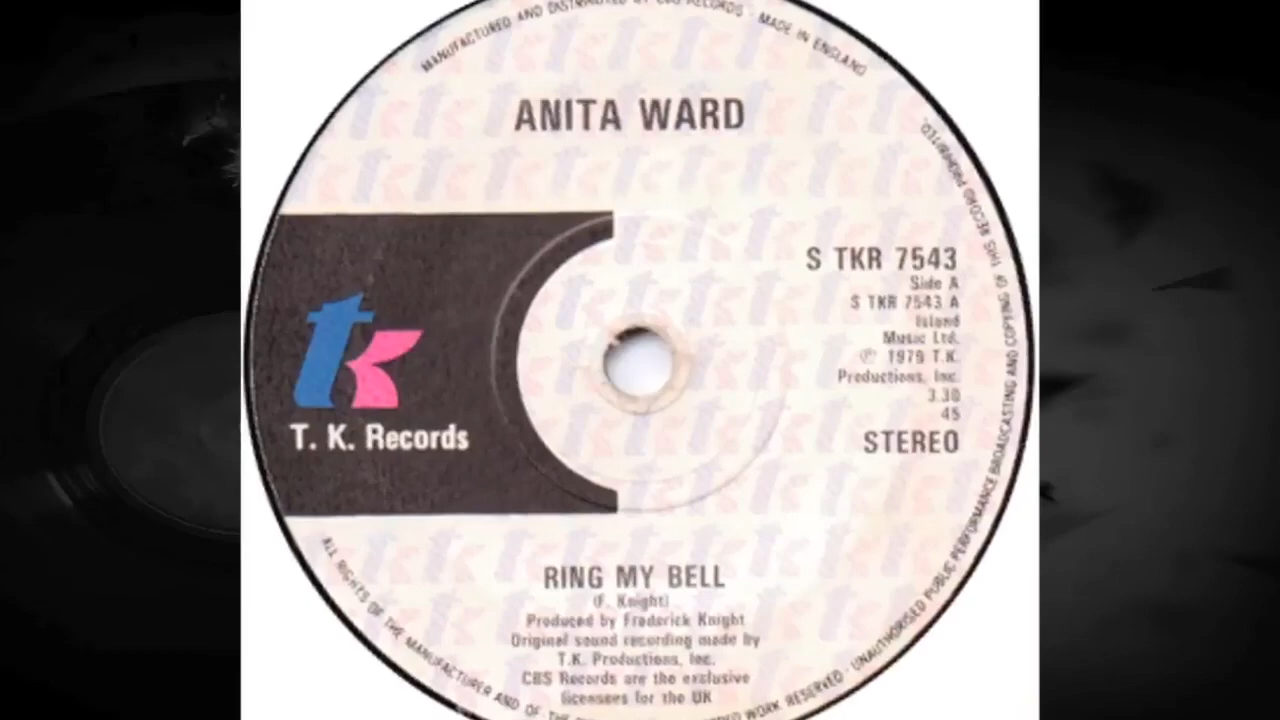 MANUFACTURED AND DISTRIBUTED BY CBS RECORDS · MADE IN ENGLAND
ANITA WARD
S TKR 7543
Side A
S TKR 7543 A
Island
Music Ltd.
℗ 1979 T.K.
Productions, Inc.
3.30
45
STEREO
tk
T. K. Records
RING MY BELL
(F. Knight)
Produced by Frederick Knight
Original sound recording made by
T.K. Productions, Inc.
CBS Records are the exclusive
licensees for the UK
ALL RIGHTS OF THE MANUFACTURER AND OF THE
WORK RESERVED · UNAUTHORISED PUBLIC PERFORMANCE BROADCASTING AND COPYING OF THIS RECORD PROHIBITED.